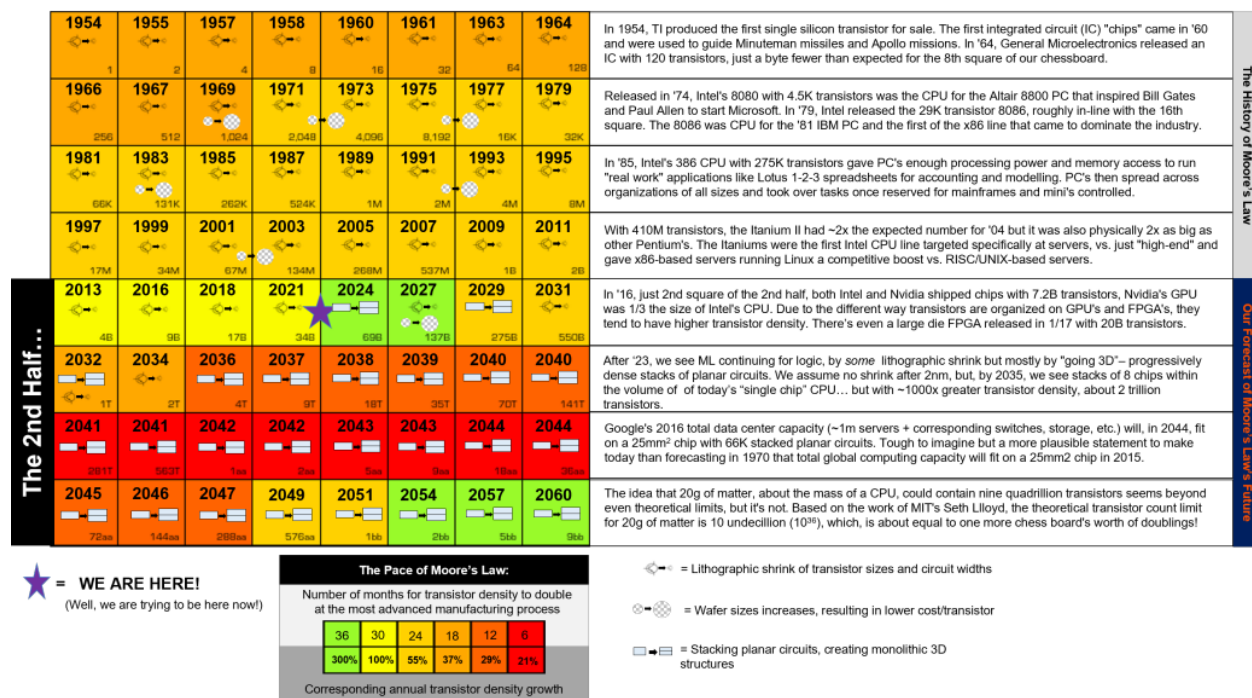 1954 1955 1957 1958 1960 1961 1963 1964
1 2 4 8 16 32 64 128
In 1954, TI produced the first single silicon transistor for sale. The first integrated circuit (IC) "chips" came in '60
and were used to guide Minuteman missiles and Apollo missions. In '64, General Microelectronics released an
IC with 120 transistors, just a byte fewer than expected for the 8th square of our chessboard.
1966 1967 1969 1971 1973 1975 1977 1979
256 512 1,024 2,048 4,096 8,192 16K 32K
Released in '74, Intel's 8080 with 4.5K transistors was the CPU for the Altair 8800 PC that inspired Bill Gates
and Paul Allen to start Microsoft. In '79, Intel released the 29K transistor 8086, roughly in-line with the 16th
square. The 8086 was CPU for the '81 IBM PC and the first of the x86 line that came to dominate the industry.
1981 1983 1985 1987 1989 1991 1993 1995
66K 131K 262K 524K 1M 2M 4M 8M
In '85, Intel's 386 CPU with 275K transistors gave PC's enough processing power and memory access to run
"real work" applications like Lotus 1-2-3 spreadsheets for accounting and modelling. PC's then spread across
organizations of all sizes and took over tasks once reserved for mainframes and mini's controlled.
1997 1999 2001 2003 2005 2007 2009 2011
17M 34M 67M 134M 268M 537M 1B 2B
With 410M transistors, the Itanium II had ~2x the expected number for '04 but it was also physically 2x as big as
other Pentium's. The Itaniums were the first Intel CPU line targeted specifically at servers, vs. just "high-end" and
gave x86-based servers running Linux a competitive boost vs. RISC/UNIX-based servers.
The History of Moore's Law
The 2nd Half...
2013 2016 2018 2021 2024 2027 2029 2031
4B 9B 17B 34B 69B 137B 275B 550B
In '16, just 2nd square of the 2nd half, both Intel and Nvidia shipped chips with 7.2B transistors, Nvidia's GPU
was 1/3 the size of Intel's CPU. Due to the different way transistors are organized on GPU's and FPGA's, they
tend to have higher transistor density. There's even a large die FPGA released in 1/17 with 20B transistors.
2032 2034 2036 2037 2038 2039 2040 2040
1T 2T 4T 9T 18T 35T 70T 141T
After '23, we see ML continuing for logic, by some lithographic shrink but mostly by "going 3D"– progressively
dense stacks of planar circuits. We assume no shrink after 2nm, but, by 2035, we see stacks of 8 chips within
the volume of of today's "single chip" CPU... but with ~1000x greater transistor density, about 2 trillion
transistors.
2041 2041 2042 2042 2043 2043 2044 2044
281T 563T 1aa 2aa 5aa 9aa 18aa 36aa
Google's 2016 total data center capacity (~1m servers + corresponding switches, storage, etc.) will, in 2044, fit
on a 25mm² chip with 66K stacked planar circuits. Tough to imagine but a more plausible statement to make
today than forecasting in 1970 that total global computing capacity will fit on a 25mm2 chip in 2015.
2045 2046 2047 2049 2051 2054 2057 2060
72aa 144aa 288aa 576aa 1bb 2bb 5bb 9bb
The idea that 20g of matter, about the mass of a CPU, could contain nine quadrillion transistors seems beyond
even theoretical limits, but it's not. Based on the work of MIT's Seth Llloyd, the theoretical transistor count limit
for 20g of matter is 10 undecillion (10³⁶), which, is about equal to one more chess board's worth of doublings!
Our Forecast of Moore's Law's Future
= WE ARE HERE!
(Well, we are trying to be here now!)
The Pace of Moore's Law:
Number of months for transistor density to double
at the most advanced manufacturing process
36 30 24 18 12 6
300% 100% 55% 37% 29% 21%
Corresponding annual transistor density growth
= Lithographic shrink of transistor sizes and circuit widths
= Wafer sizes increases, resulting in lower cost/transistor
= Stacking planar circuits, creating monolithic 3D
structures